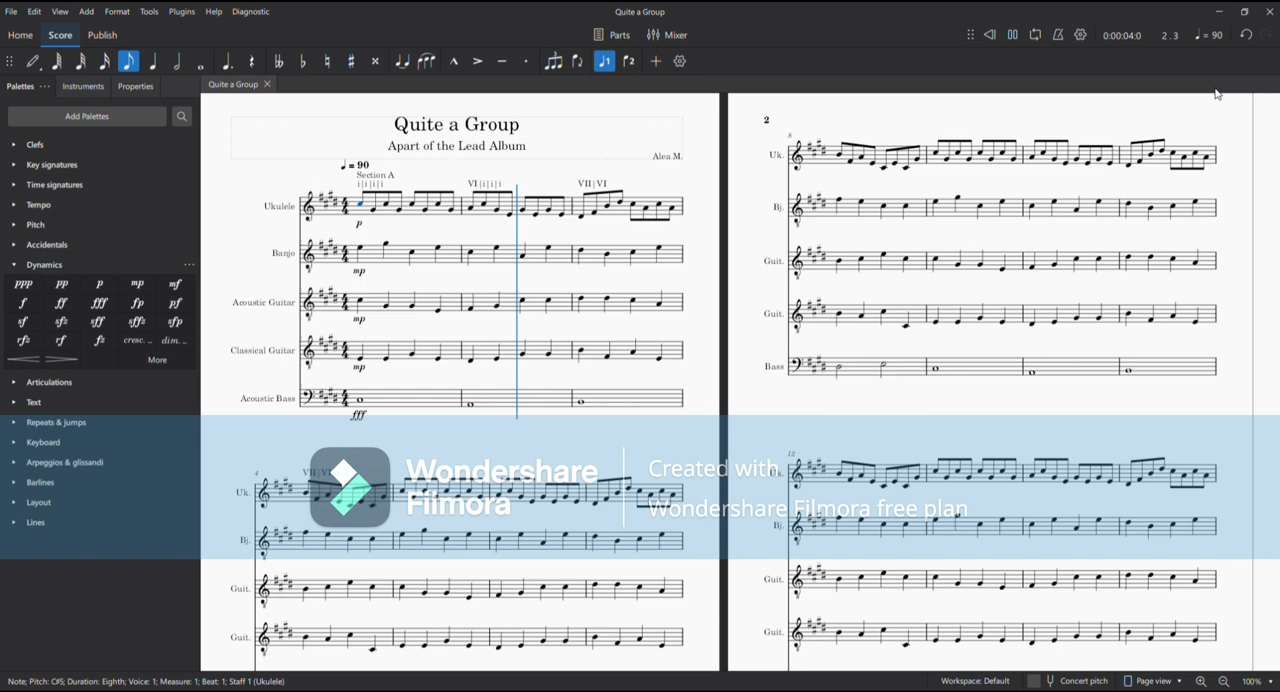 File Edit View Add Format Tools Plugins Help Diagnostic
Quite a Group
Home Score Publish
Parts Mixer
0:00:04:0 2 . 3 ♩ = 90
Palettes Instruments Properties
Quite a Group
Add Palettes
Clefs
Key signatures
Time signatures
Tempo
Pitch
Accidentals
Dynamics
ppp pp p mp mf
f ff fff fp pf
sf sfz sff sffz sfp
rfz rf fz cresc. _ dim. _
More
Articulations
Text
Repeats & jumps
Keyboard
Arpeggios & glissandi
Barlines
Layout
Lines
Quite a Group
Apart of the Lead Album
Alea M.
♩ = 90
Section A
i|i|i|i VI|i|i|i VII|VI
Ukulele
p
Banjo
mp
Acoustic Guitar
mp
Classical Guitar
mp
Acoustic Bass
fff
4
Uk.
Bj.
Guit.
Guit.
2
8
Uk.
Bj.
Guit.
Guit.
Bass
12
Bj.
Guit.
Guit.
Wondershare
Filmora
Created with
Wondershare Filmora free plan
Note; Pitch: C#5; Duration: Eighth; Voice: 1; Measure: 1; Beat: 1; Staff 1 (Ukulele)
Workspace: Default Concert pitch Page view 100%